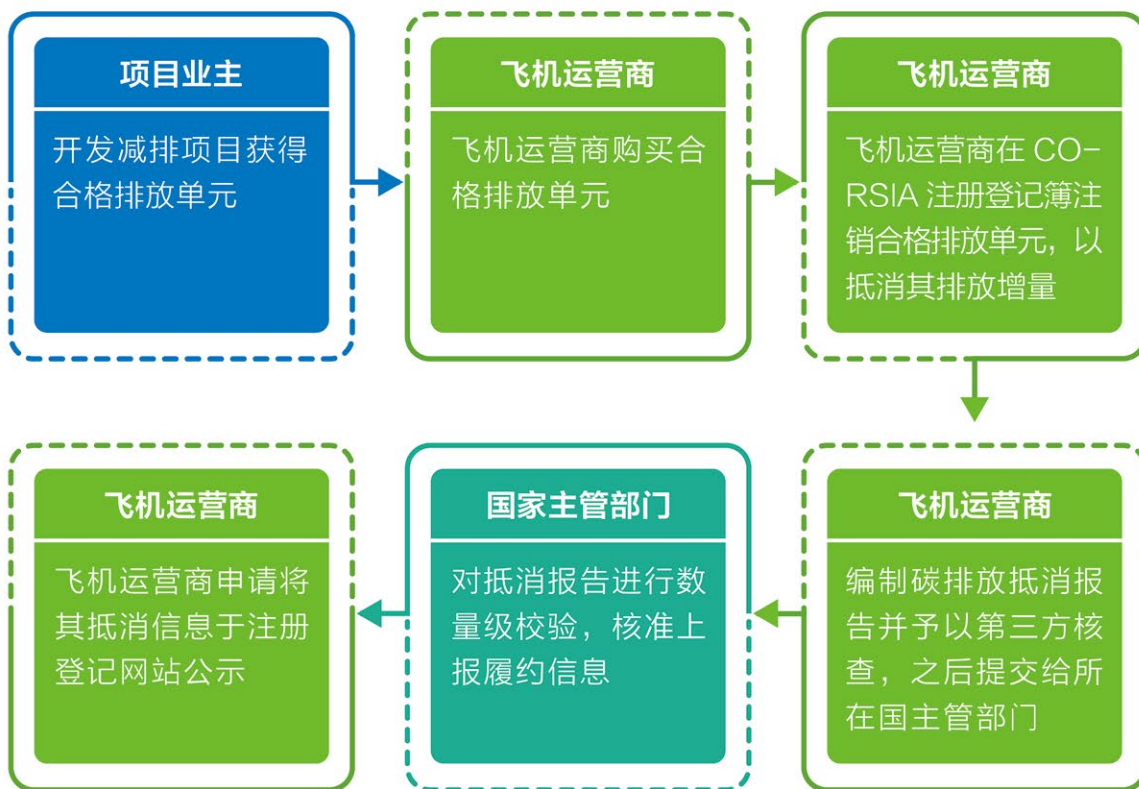 项目业主
开发减排项目获得
合格排放单元
飞机运营商
飞机运营商购买合
格排放单元
飞机运营商
飞机运营商在 CO-
RSIA 注册登记簿注
销合格排放单元，以
抵消其排放增量
飞机运营商
编制碳排放抵消报
告并予以第三方核
查，之后提交给所
在国主管部门
国家主管部门
对抵消报告进行数
量级校验，核准上
报履约信息
飞机运营商
飞机运营商申请将
其抵消信息于注册
登记网站公示